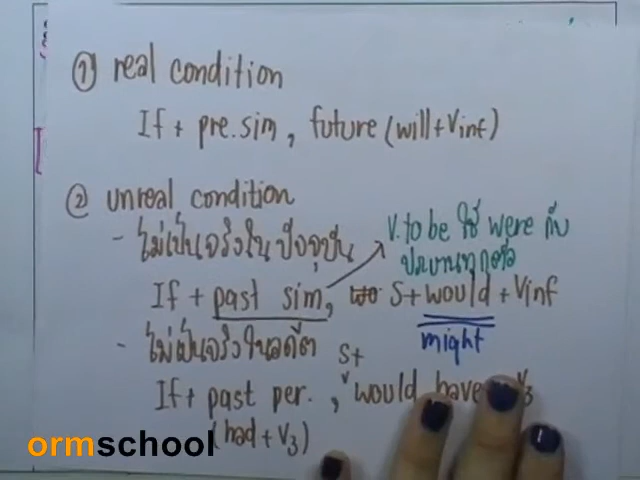 ① real condition
If + pre.sim, future (will+Vinf)
② unreal condition
- ไม่เป็นจริงในปัจจุบัน
V. to be ใช้ were กับ
ประธานทุกตัว
If + past sim, S+would+Vinf
might
- ไม่เป็นจริงในอดีต
S+
If + past per. , would have V3
(had + V3)
ormschool